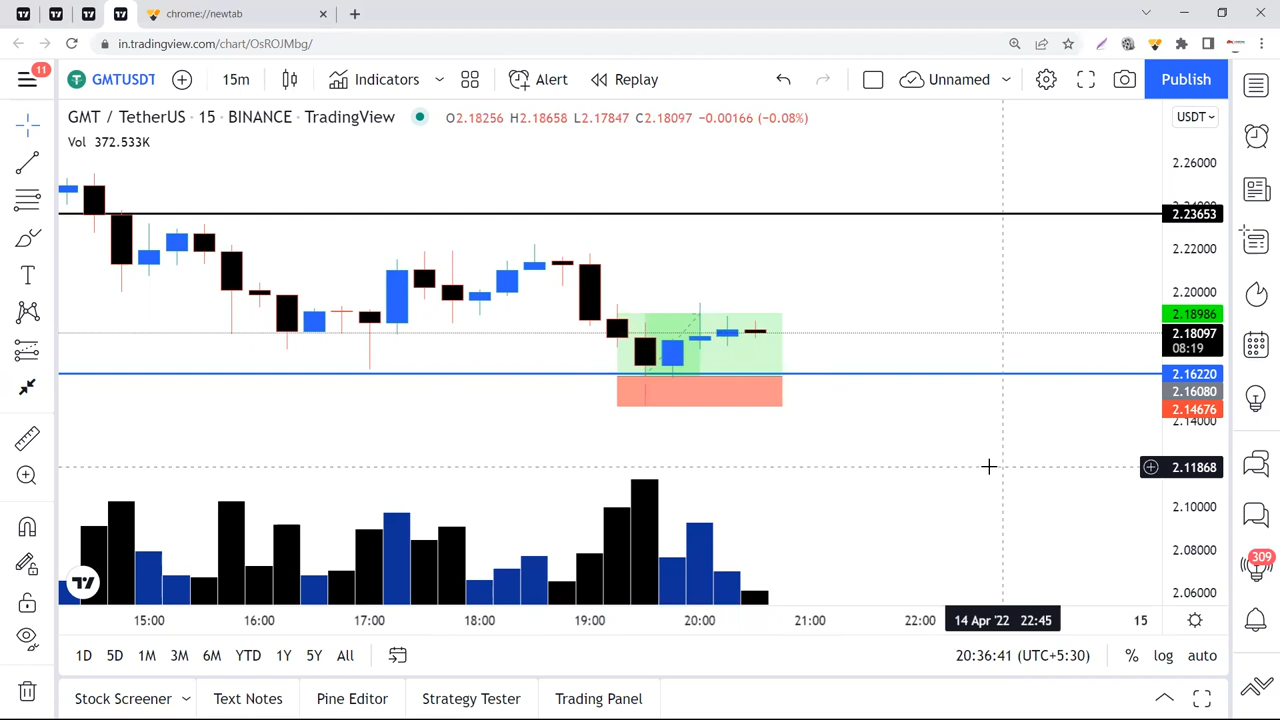 chrome://newtab
in.tradingview.com/chart/OsROJMbg/
11
GMTUSDT
15m
Indicators
Alert
Replay
Unnamed
Publish
GMT / TetherUS · 15 · BINANCE · TradingView
O2.18256 H2.18658 L2.17847 C2.18097 −0.00166 (−0.08%)
USDT
Vol 372.533K
2.26000
2.23653
2.22000
2.20000
2.18986
2.18097
08:19
2.16220
2.16080
2.14676
2.14000
2.11868
2.10000
2.08000
2.06000
309
15:00
16:00
17:00
18:00
19:00
20:00
21:00
22:00
14 Apr '22 22:45
15
1D
5D
1M
3M
6M
YTD
1Y
5Y
All
20:36:41 (UTC+5:30)
%
log
auto
Stock Screener
Text Notes
Pine Editor
Strategy Tester
Trading Panel